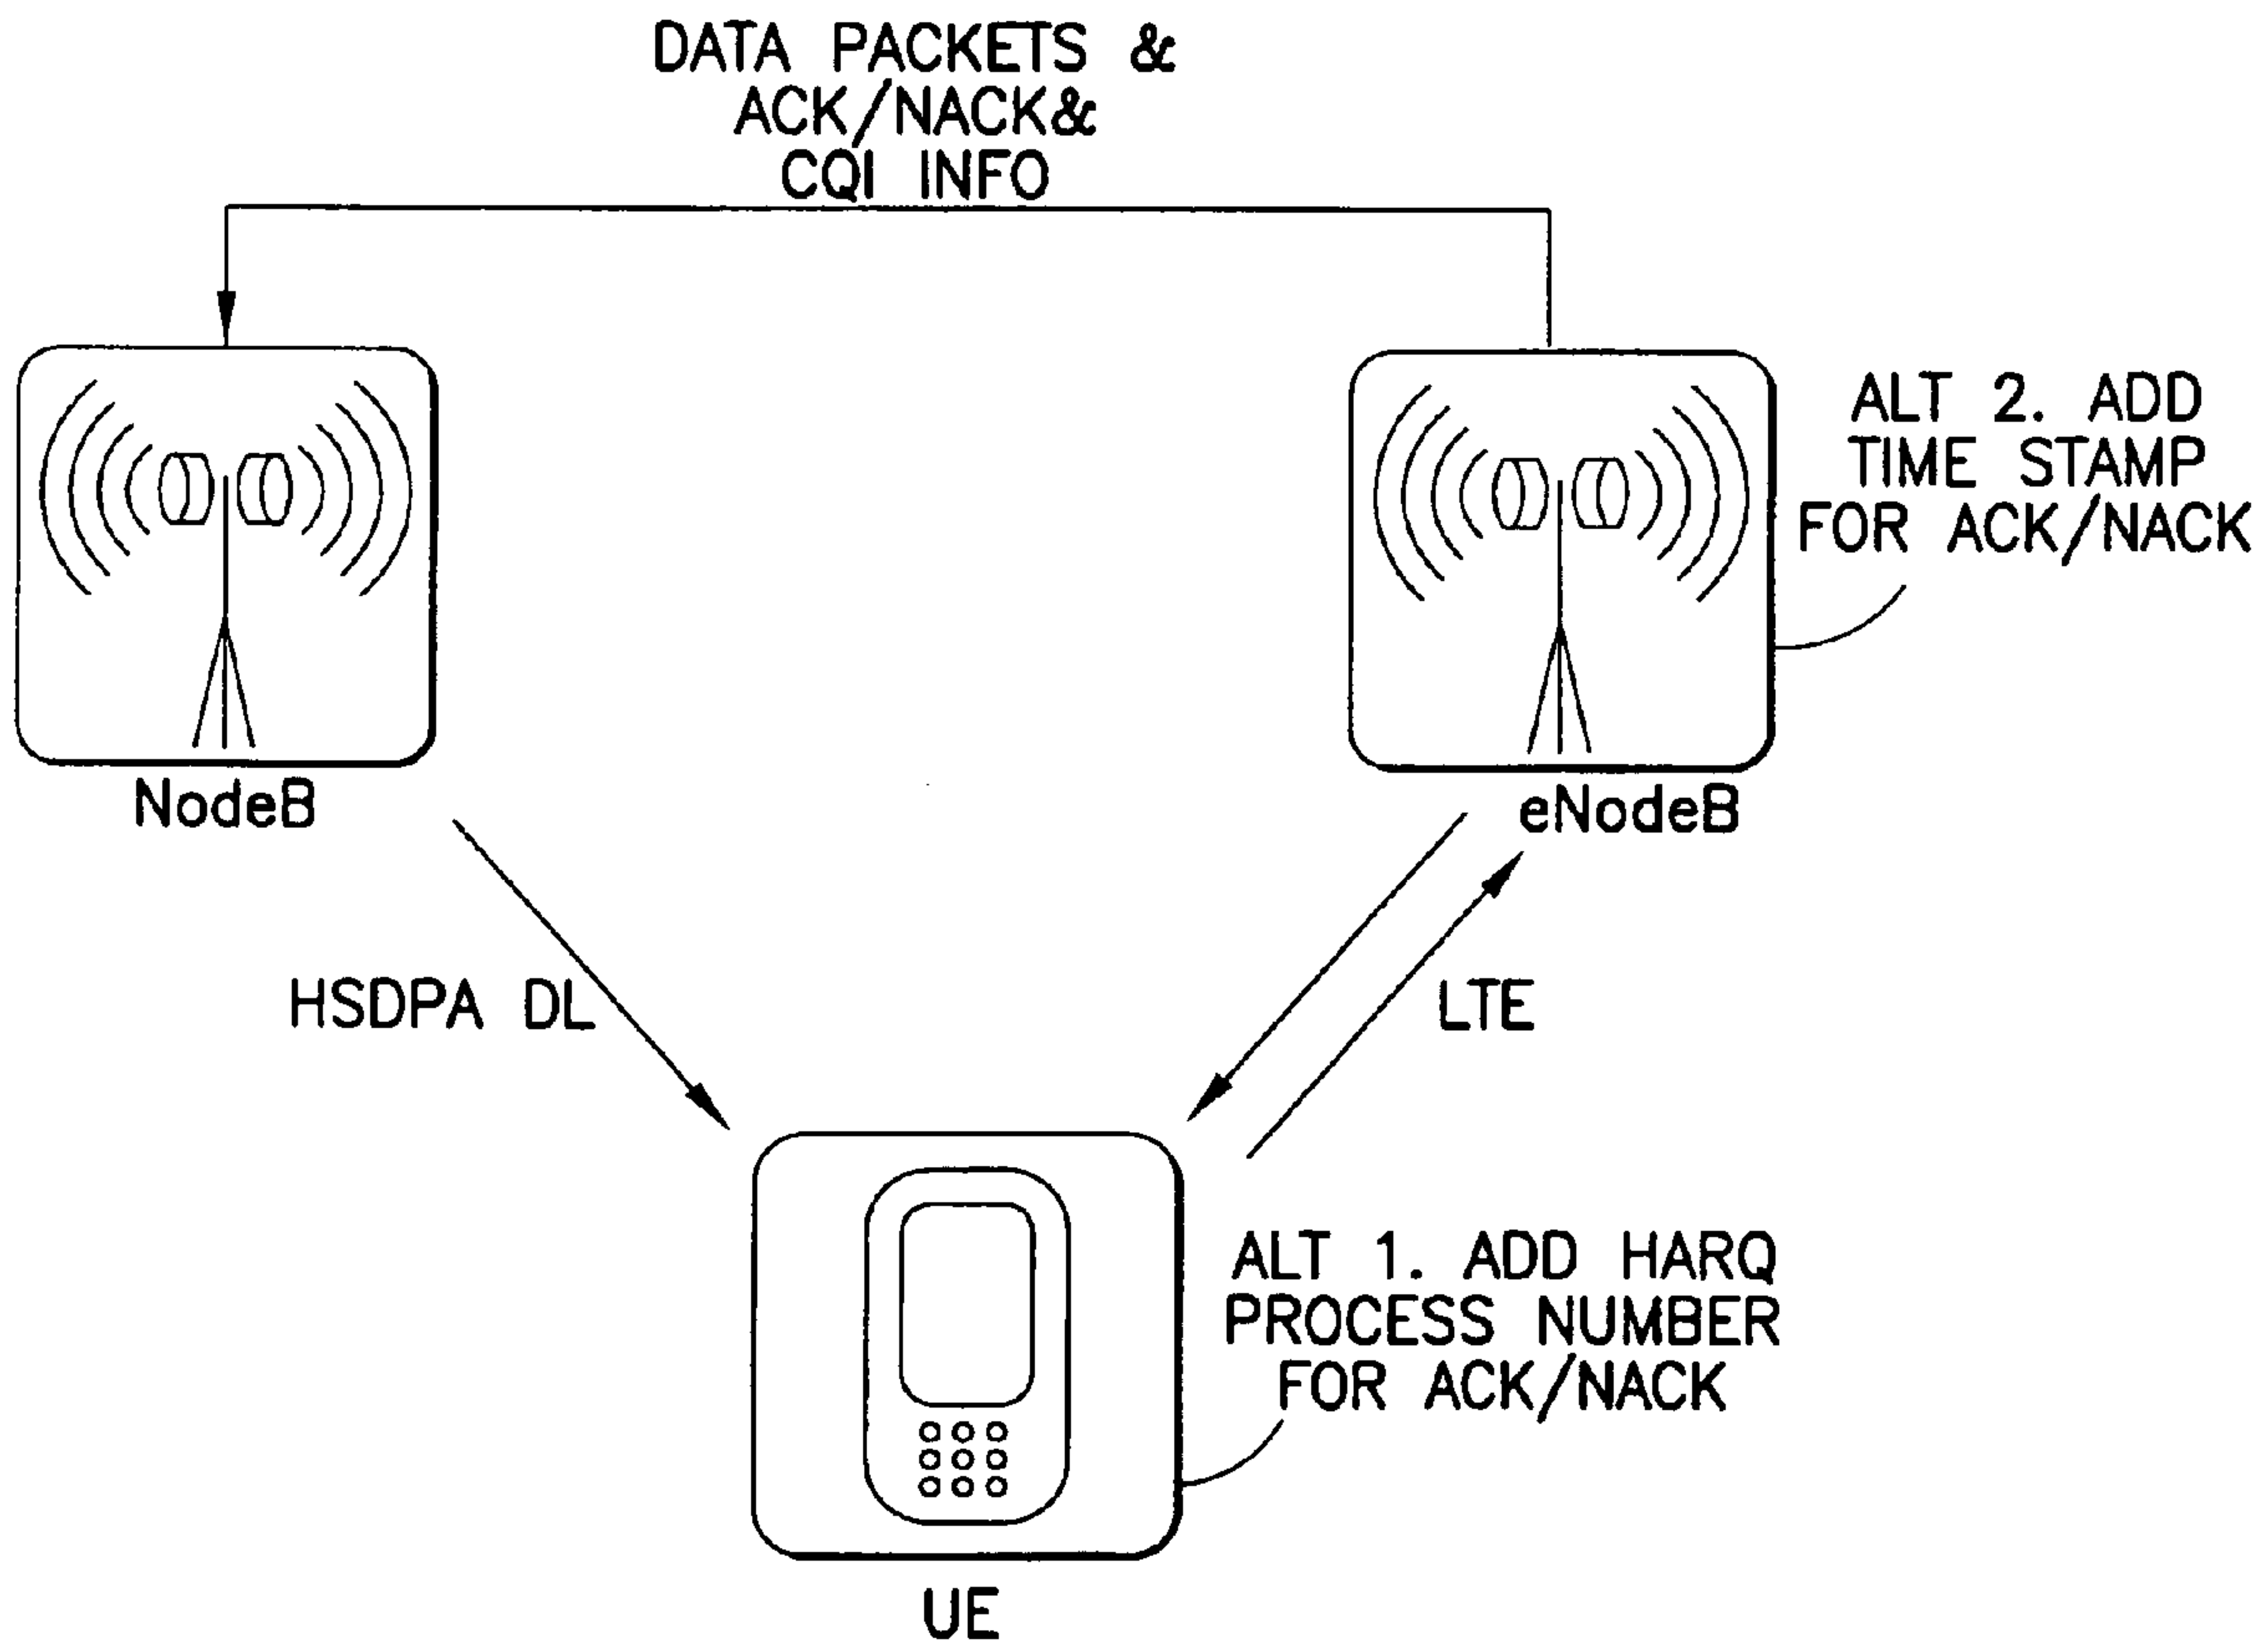 DATA PACKETS &
ACK/NACK&
CQI INFO
ALT 2. ADD
TIME STAMP
FOR ACK/NACK
NodeB
eNodeB
HSDPA DL
LTE
ALT 1. ADD HARQ
PROCESS NUMBER
FOR ACK/NACK
UE